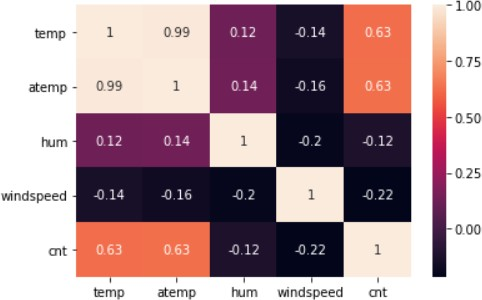 temp 1 0.99 0.12 -0.14 0.63
atemp 0.99 1 0.14 -0.16 0.63
hum 0.12 0.14 1 -0.2 -0.12
windspeed -0.14 -0.16 -0.2 1 -0.22
cnt 0.63 0.63 -0.12 -0.22 1
temp atemp hum windspeed cnt
1.00
0.75
0.50
0.25
0.00